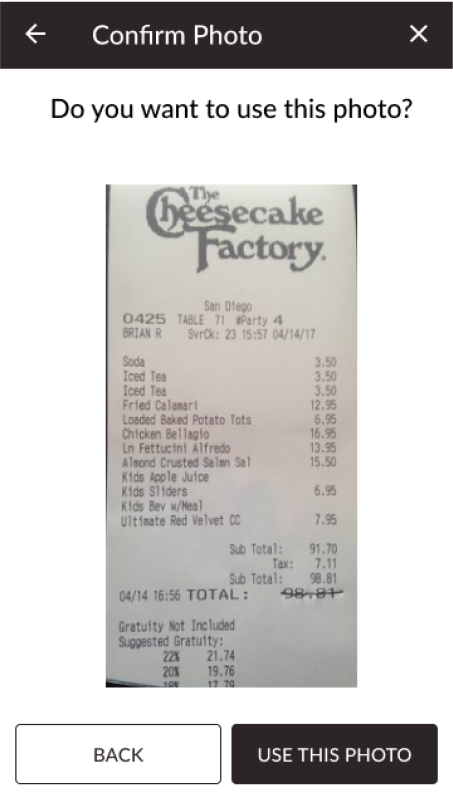 Confirm Photo
Do you want to use this photo?
The
Cheesecake
Factory.
San Diego
0425 TABLE 71 #Party 4
BRIAN R SvrCk: 23 15:57 04/14/17
Soda 3.50
Iced Tea 3.50
Iced Tea 3.50
Fried Calamari 12.95
Loaded Baked Potato Tots 6.95
Chicken Bellagio 16.95
Ln Fettucini Alfredo 13.95
Almond Crusted Salmn Sal 15.50
Kids Apple Juice
Kids Sliders 6.95
Kids Bev w/Meal
Ultimate Red Velvet CC 7.95
Sub Total: 91.70
Tax: 7.11
Sub Total: 98.81
04/14 16:56 TOTAL: 98.81
Gratuity Not Included
Suggested Gratuity:
22% 21.74
20% 19.76
18% 17.79
BACK
USE THIS PHOTO